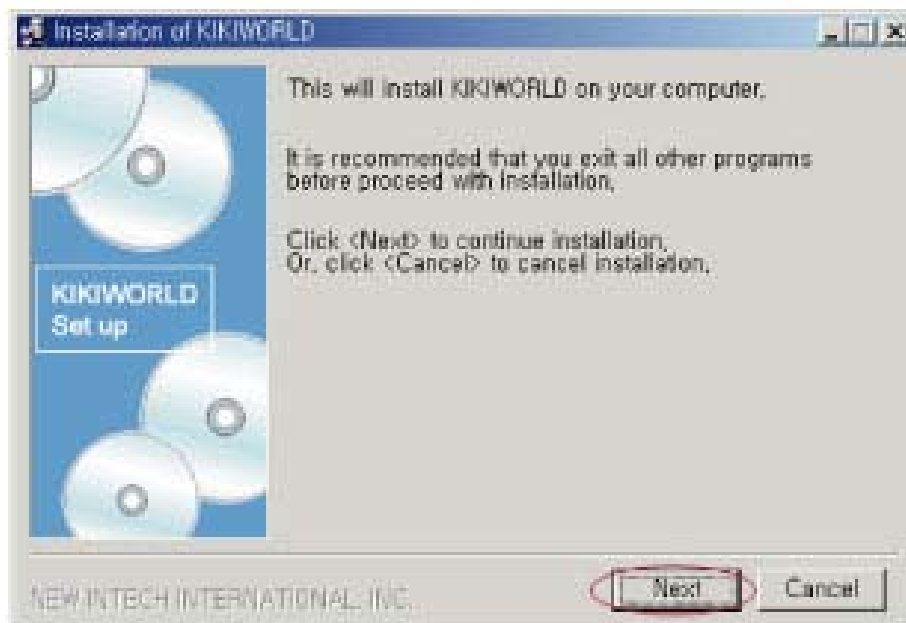 Installation of KIKIWORLD
This will install KIKIWORLD on your computer.
It is recommended that you exit all other programs
before proceed with installation.
Click <Next> to continue installation.
Or, click <Cancel> to cancel installation.
KIKIWORLD
Set up
NEW INTECH INTERNATIONAL, INC.
Next
Cancel